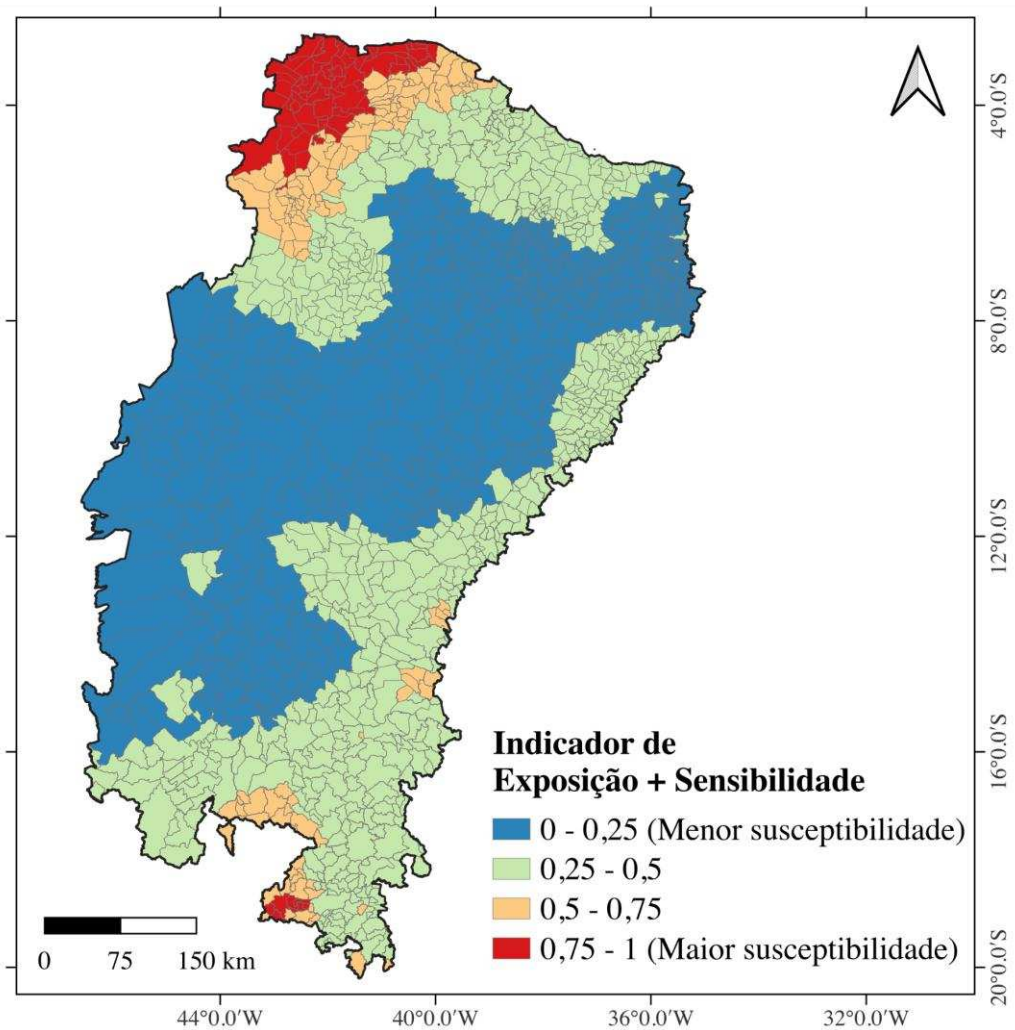 4°0.0'S
8°0.0'S
12°0.0'S
16°0.0'S
20°0.0'S
Indicador de
Exposição + Sensibilidade
0 - 0,25 (Menor susceptibilidade)
0,25 - 0,5
0,5 - 0,75
0,75 - 1 (Maior susceptibilidade)
0 75 150 km
44°0.0'W 40°0.0'W 36°0.0'W 32°0.0'W